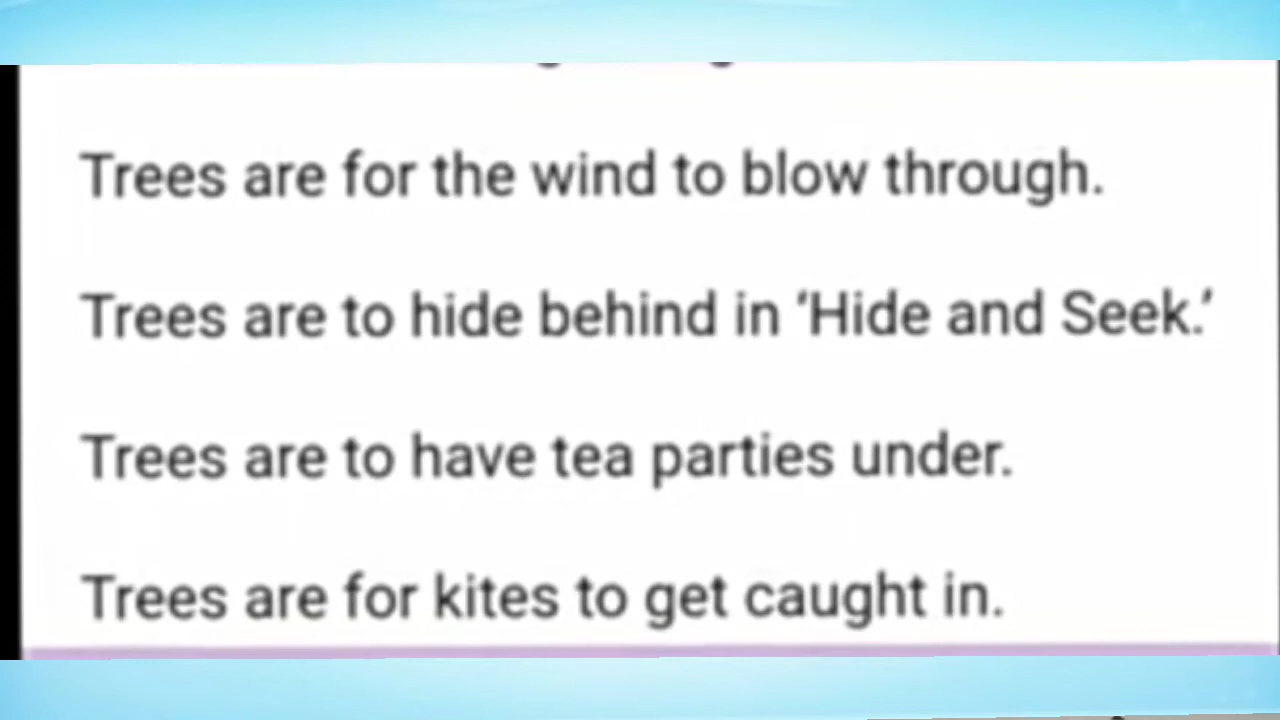 Trees are for the wind to blow through.
Trees are to hide behind in ‘Hide and Seek.’
Trees are to have tea parties under.
Trees are for kites to get caught in.